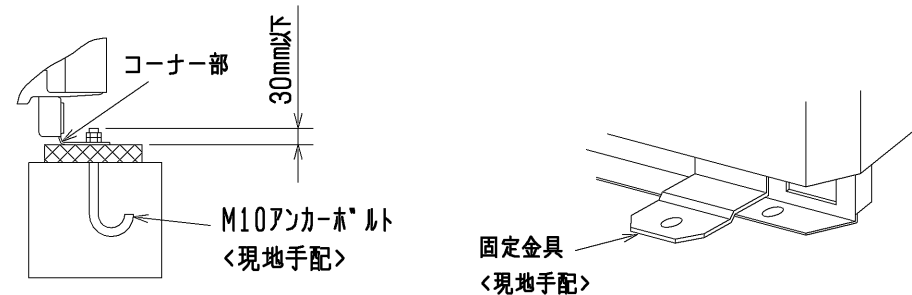 コーナー部
30mm以下
M10アンカーボルト
<現地手配>
固定金具
<現地手配>